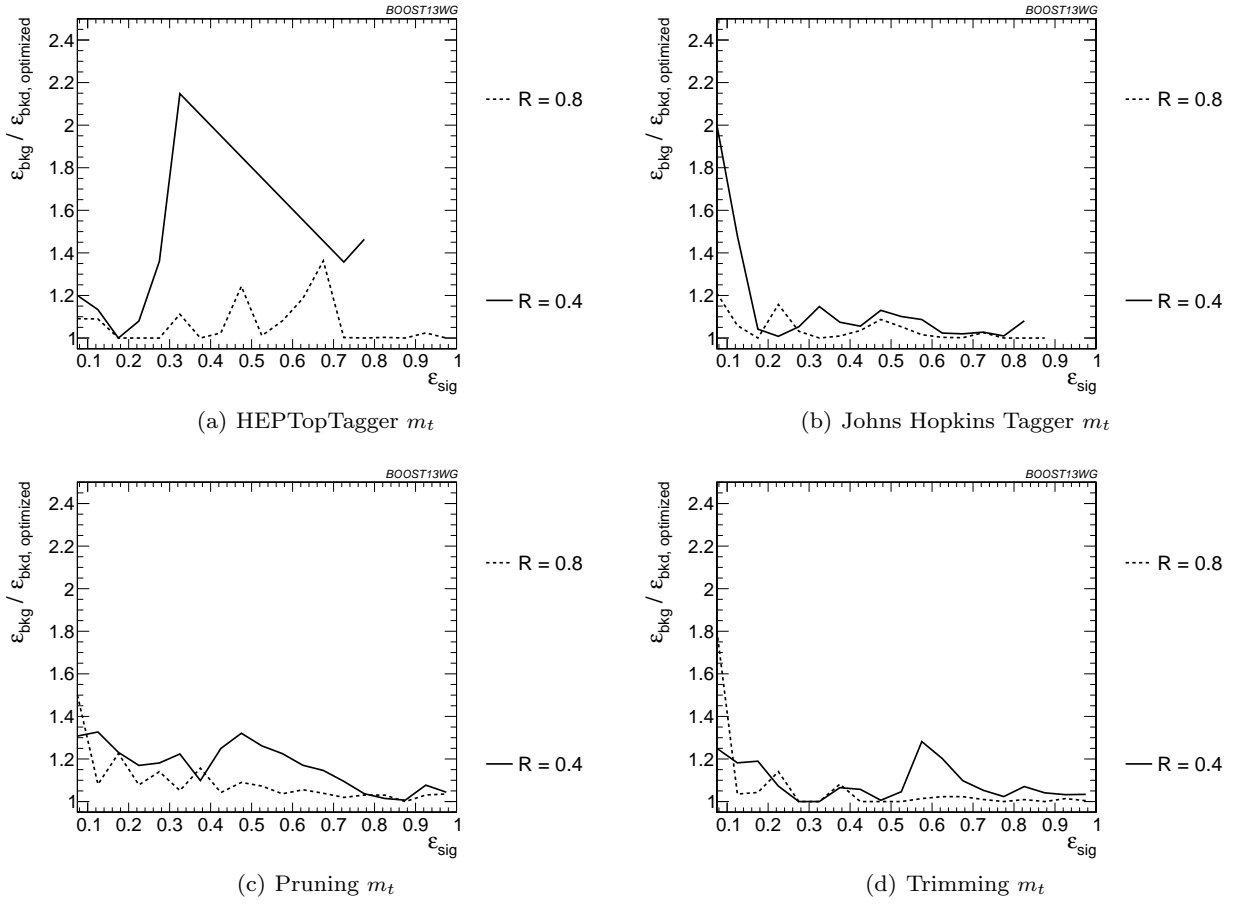 BOOST13WG
ε_bkg / ε_bkd, optimized
2.4
2.2
2
1.8
1.6
1.4
1.2
1
0.1 0.2 0.3 0.4 0.5 0.6 0.7 0.8 0.9 1
ε_sig
R = 0.8
R = 0.4
(a) HEPTopTagger m_t
BOOST13WG
ε_bkg / ε_bkd, optimized
2.4
2.2
2
1.8
1.6
1.4
1.2
1
0.1 0.2 0.3 0.4 0.5 0.6 0.7 0.8 0.9 1
ε_sig
R = 0.8
R = 0.4
(b) Johns Hopkins Tagger m_t
BOOST13WG
ε_bkg / ε_bkd, optimized
2.4
2.2
2
1.8
1.6
1.4
1.2
1
0.1 0.2 0.3 0.4 0.5 0.6 0.7 0.8 0.9 1
ε_sig
R = 0.8
R = 0.4
(c) Pruning m_t
BOOST13WG
ε_bkg / ε_bkd, optimized
2.4
2.2
2
1.8
1.6
1.4
1.2
1
0.1 0.2 0.3 0.4 0.5 0.6 0.7 0.8 0.9 1
ε_sig
R = 0.8
R = 0.4
(d) Trimming m_t